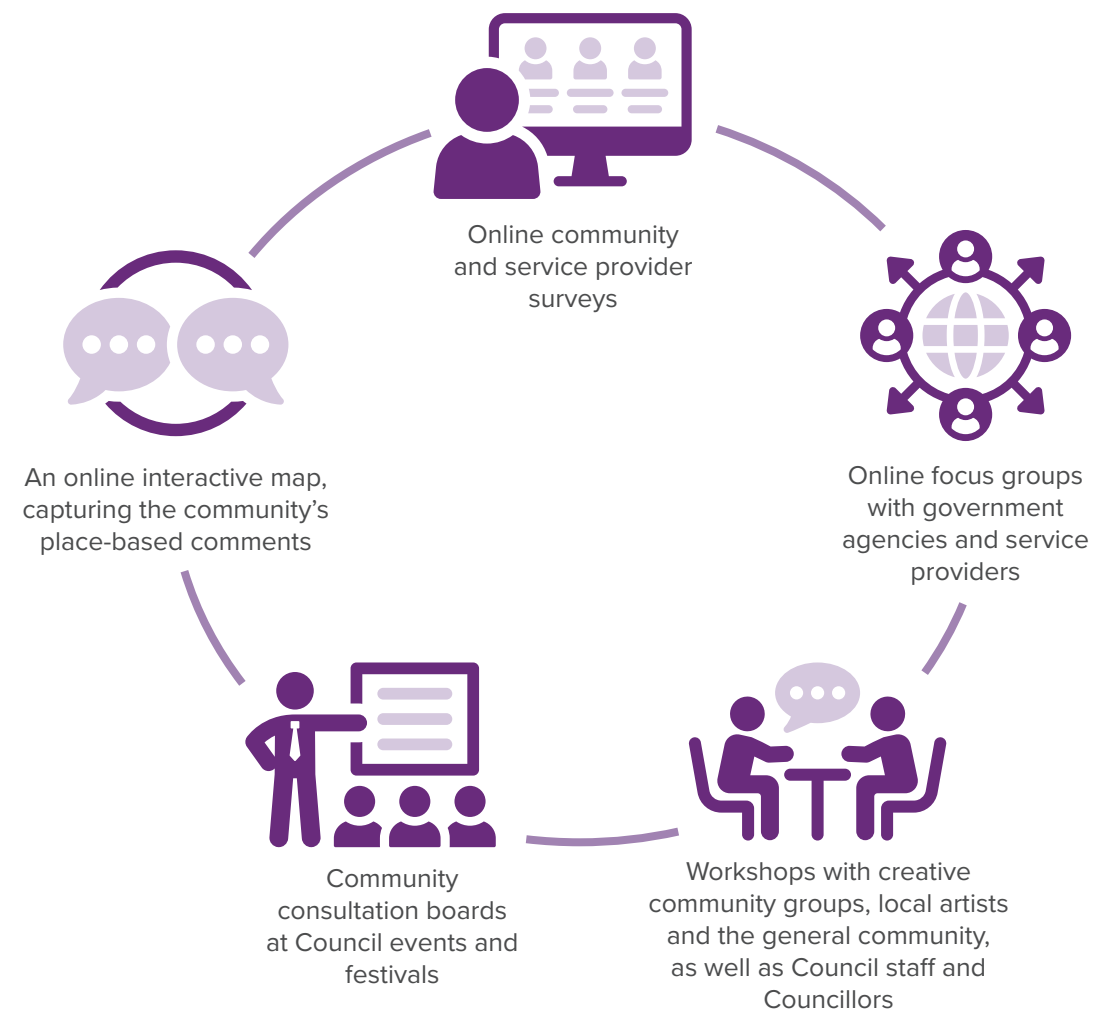 Online community
and service provider
surveys
Online focus groups
with government
agencies and service
providers
Workshops with creative
community groups, local artists
and the general community,
as well as Council staff and
Councillors
Community
consultation boards
at Council events and
festivals
An online interactive map,
capturing the community’s
place-based comments